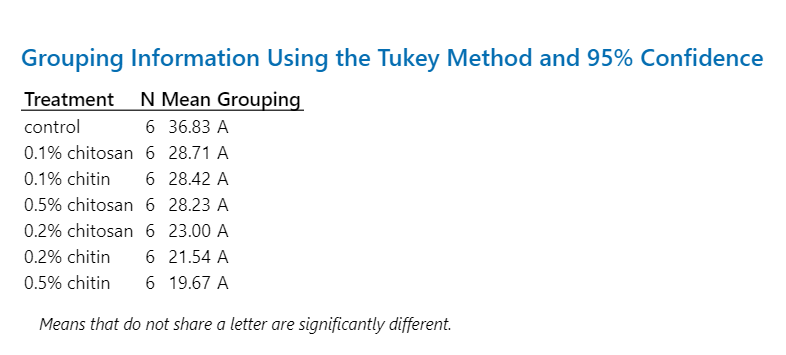 Grouping Information Using the Tukey Method and 95% Confidence
Treatment N Mean Grouping
control 6 36.83 A
0.1% chitosan 6 28.71 A
0.1% chitin 6 28.42 A
0.5% chitosan 6 28.23 A
0.2% chitosan 6 23.00 A
0.2% chitin 6 21.54 A
0.5% chitin 6 19.67 A
Means that do not share a letter are significantly different.